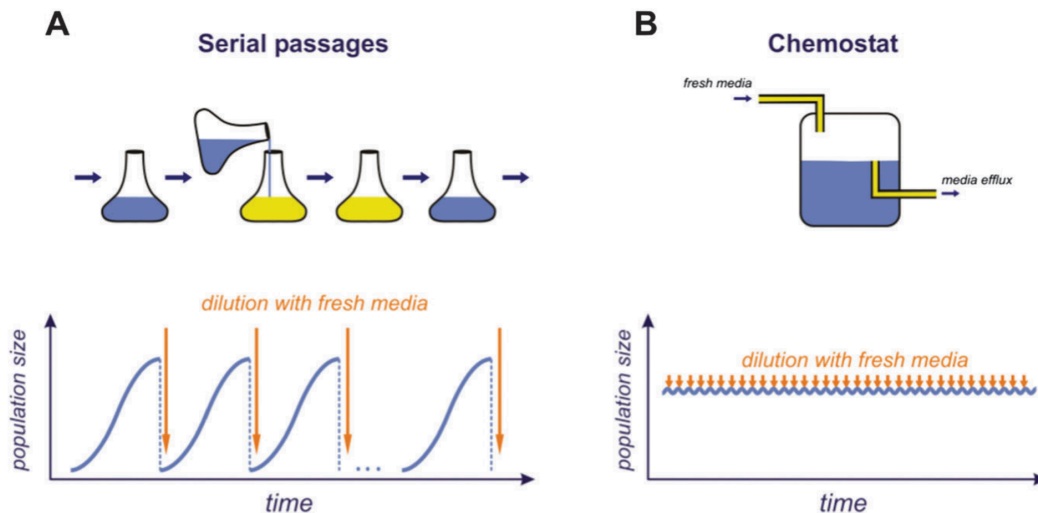 A
Serial passages
dilution with fresh media
population size
...
time
B
Chemostat
fresh media
media efflux
dilution with fresh media
population size
time